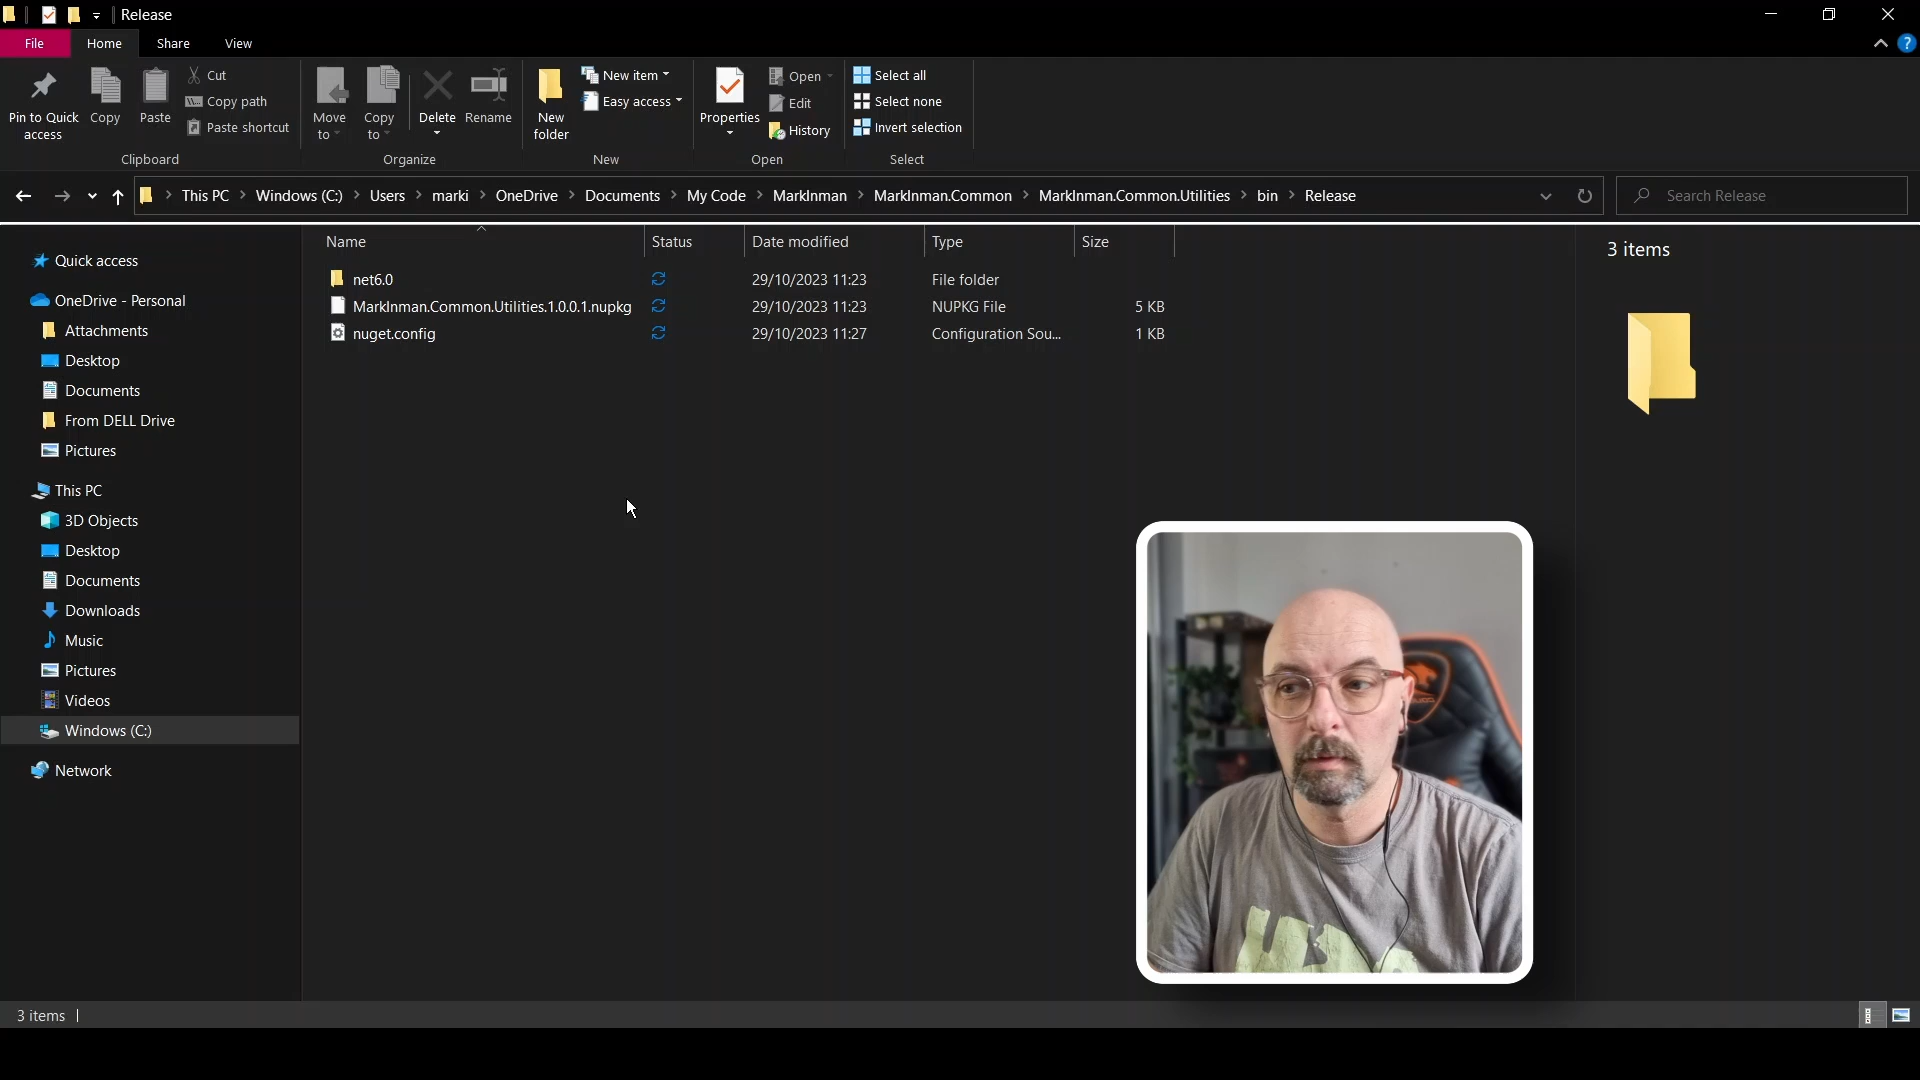 Release
File
Home
Share
View
Pin to Quick access
Copy
Paste
Cut
Copy path
Paste shortcut
Clipboard
Move to
Copy to
Delete
Rename
Organize
New folder
New item
Easy access
New
Properties
Open
Edit
History
Open
Select all
Select none
Invert selection
Select
This PC
Windows (C:)
Users
marki
OneDrive
Documents
My Code
MarkInman
MarkInman.Common
MarkInman.Common.Utilities
bin
Release
Search Release
Name
Status
Date modified
Type
Size
net6.0
29/10/2023 11:23
File folder
MarkInman.Common.Utilities.1.0.0.1.nupkg
29/10/2023 11:23
NUPKG File
5 KB
nuget.config
29/10/2023 11:27
Configuration Sou...
1 KB
3 items
Quick access
OneDrive - Personal
Attachments
Desktop
Documents
From DELL Drive
Pictures
This PC
3D Objects
Desktop
Documents
Downloads
Music
Pictures
Videos
Windows (C:)
Network
3 items